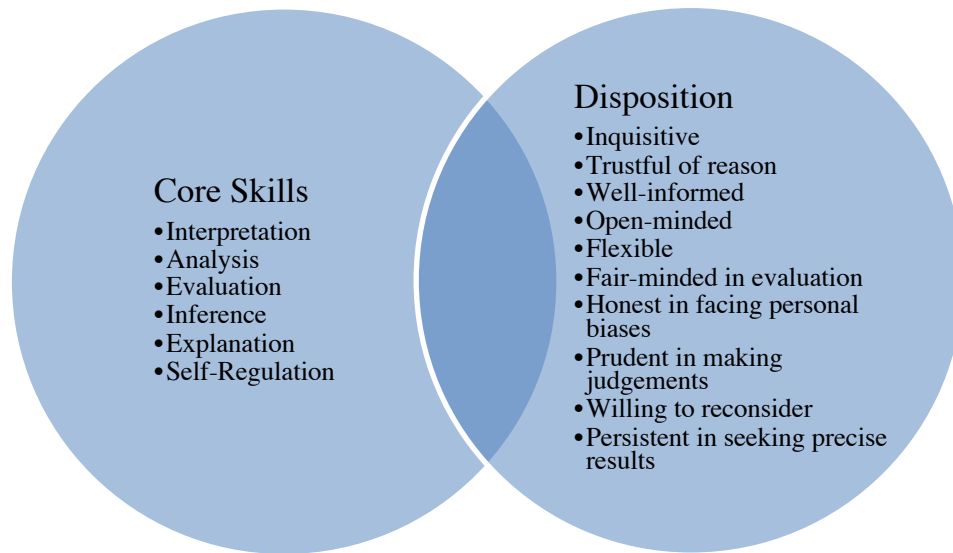 Core Skills
•Interpretation
•Analysis
•Evaluation
•Inference
•Explanation
•Self-Regulation
Disposition
•Inquisitive
•Trustful of reason
•Well-informed
•Open-minded
•Flexible
•Fair-minded in evaluation
•Honest in facing personal
biases
•Prudent in making
judgements
•Willing to reconsider
•Persistent in seeking precise
results